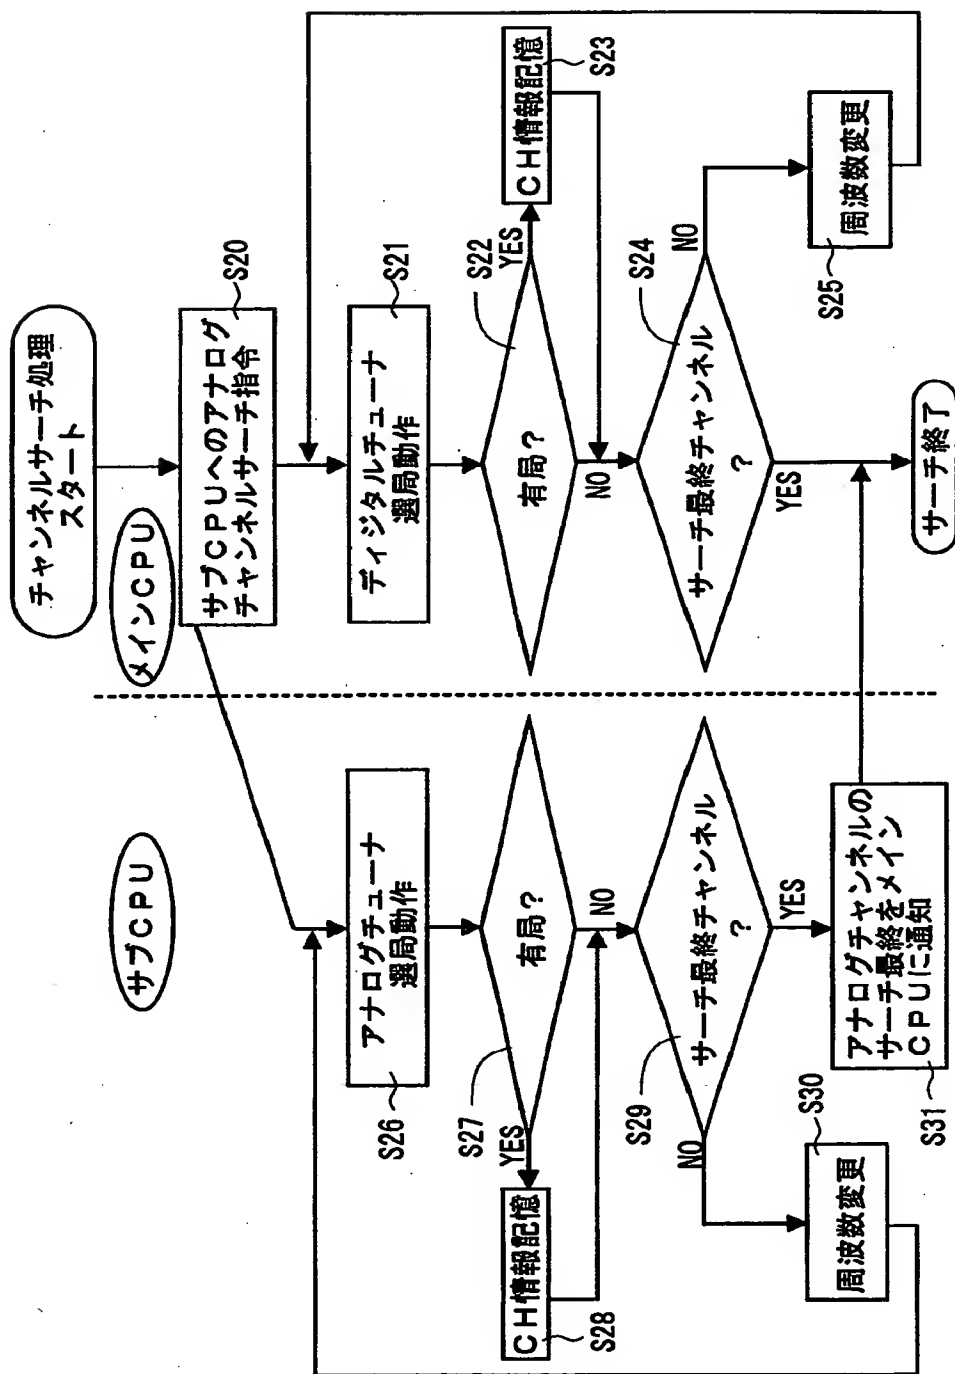 チャンネルサーチ処理
スタート
メインCPU
サブCPUへのアナログ
チャンネルサーチ指令
S20
ディジタルチューナ
選局動作
S21
有局?
S22
YES
NO
CH情報記憶
S23
サーチ最終チャンネル
?
S24
NO
YES
周波数変更
S25
サーチ終了
サブCPU
アナログチューナ
選局動作
S26
有局?
S27
YES
NO
CH情報記憶
S28
サーチ最終チャンネル
?
S29
NO
YES
周波数変更
S30
アナログチャンネルの
サーチ最終をメイン
CPUに通知
S31